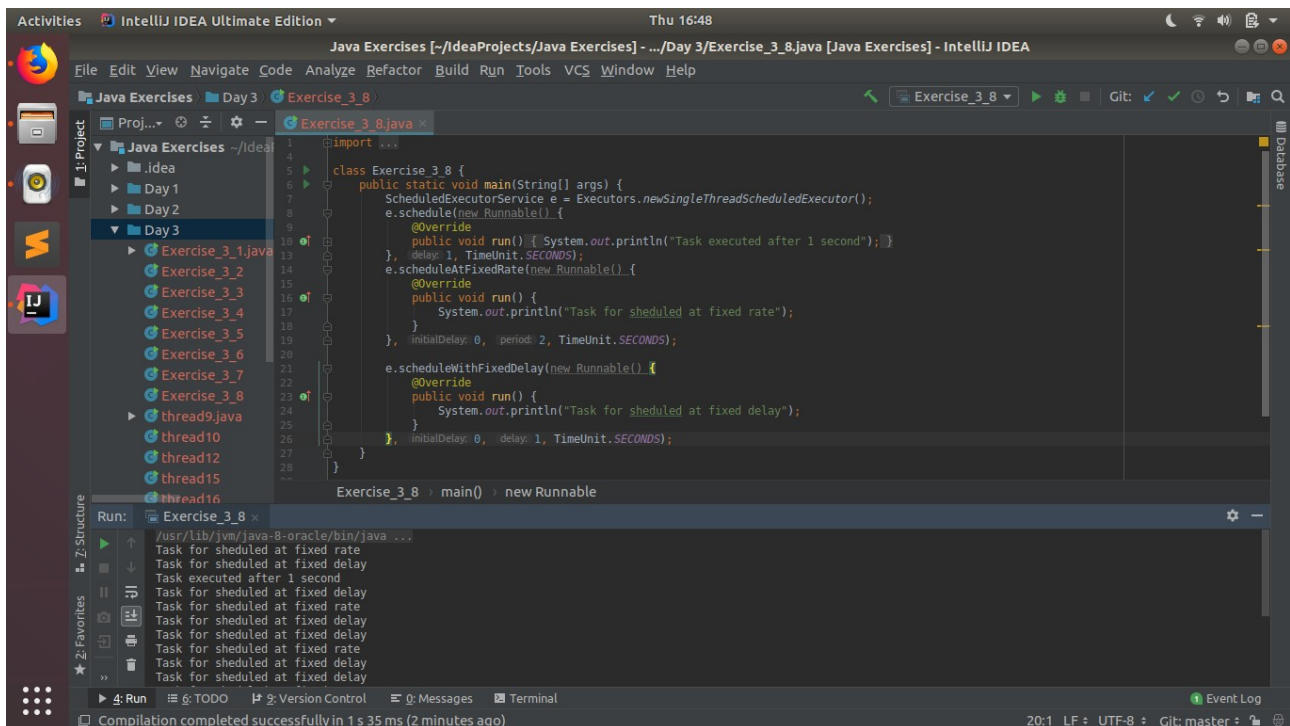 Activities IntelliJ IDEA Ultimate Edition Thu 16:48
Java Exercises [~/IdeaProjects/Java Exercises] - .../Day 3/Exercise_3_8.java [Java Exercises] - IntelliJ IDEA
File Edit View Navigate Code Analyze Refactor Build Run Tools VCS Window Help
Java Exercises Day 3 Exercise_3_8 Exercise_3_8 Git:
1: Project
Proj... Exercise_3_8.java
Java Exercises ~/Idea
.idea
Day 1
Day 2
Day 3
Exercise_3_1.java
Exercise_3_2
Exercise_3_3
Exercise_3_4
Exercise_3_5
Exercise_3_6
Exercise_3_7
Exercise_3_8
thread9.java
thread10
thread12
thread15
thread16
1 import ...
4
5 class Exercise_3_8 {
6 public static void main(String[] args) {
7 ScheduledExecutorService e = Executors.newSingleThreadScheduledExecutor();
8 e.schedule(new Runnable() {
9 @Override
10 public void run() { System.out.println("Task executed after 1 second"); }
13 }, delay: 1, TimeUnit.SECONDS);
14 e.scheduleAtFixedRate(new Runnable() {
15 @Override
16 public void run() {
17 System.out.println("Task for sheduled at fixed rate");
18 }
19 }, initialDelay: 0, period: 2, TimeUnit.SECONDS);
20
21 e.scheduleWithFixedDelay(new Runnable() {
22 @Override
23 public void run() {
24 System.out.println("Task for sheduled at fixed delay");
25 }
26 }, initialDelay: 0, delay: 1, TimeUnit.SECONDS);
27 }
28 }
Exercise_3_8 main() new Runnable
Database
7: Structure
2: Favorites
Run: Exercise_3_8
/usr/lib/jvm/java-8-oracle/bin/java ...
Task for sheduled at fixed rate
Task for sheduled at fixed delay
Task executed after 1 second
Task for sheduled at fixed delay
Task for sheduled at fixed rate
Task for sheduled at fixed delay
Task for sheduled at fixed delay
Task for sheduled at fixed rate
Task for sheduled at fixed delay
Task for sheduled at fixed delay
4: Run 6: TODO 9: Version Control 0: Messages Terminal 1 Event Log
Compilation completed successfully in 1 s 35 ms (2 minutes ago) 20:1 LF UTF-8 Git: master